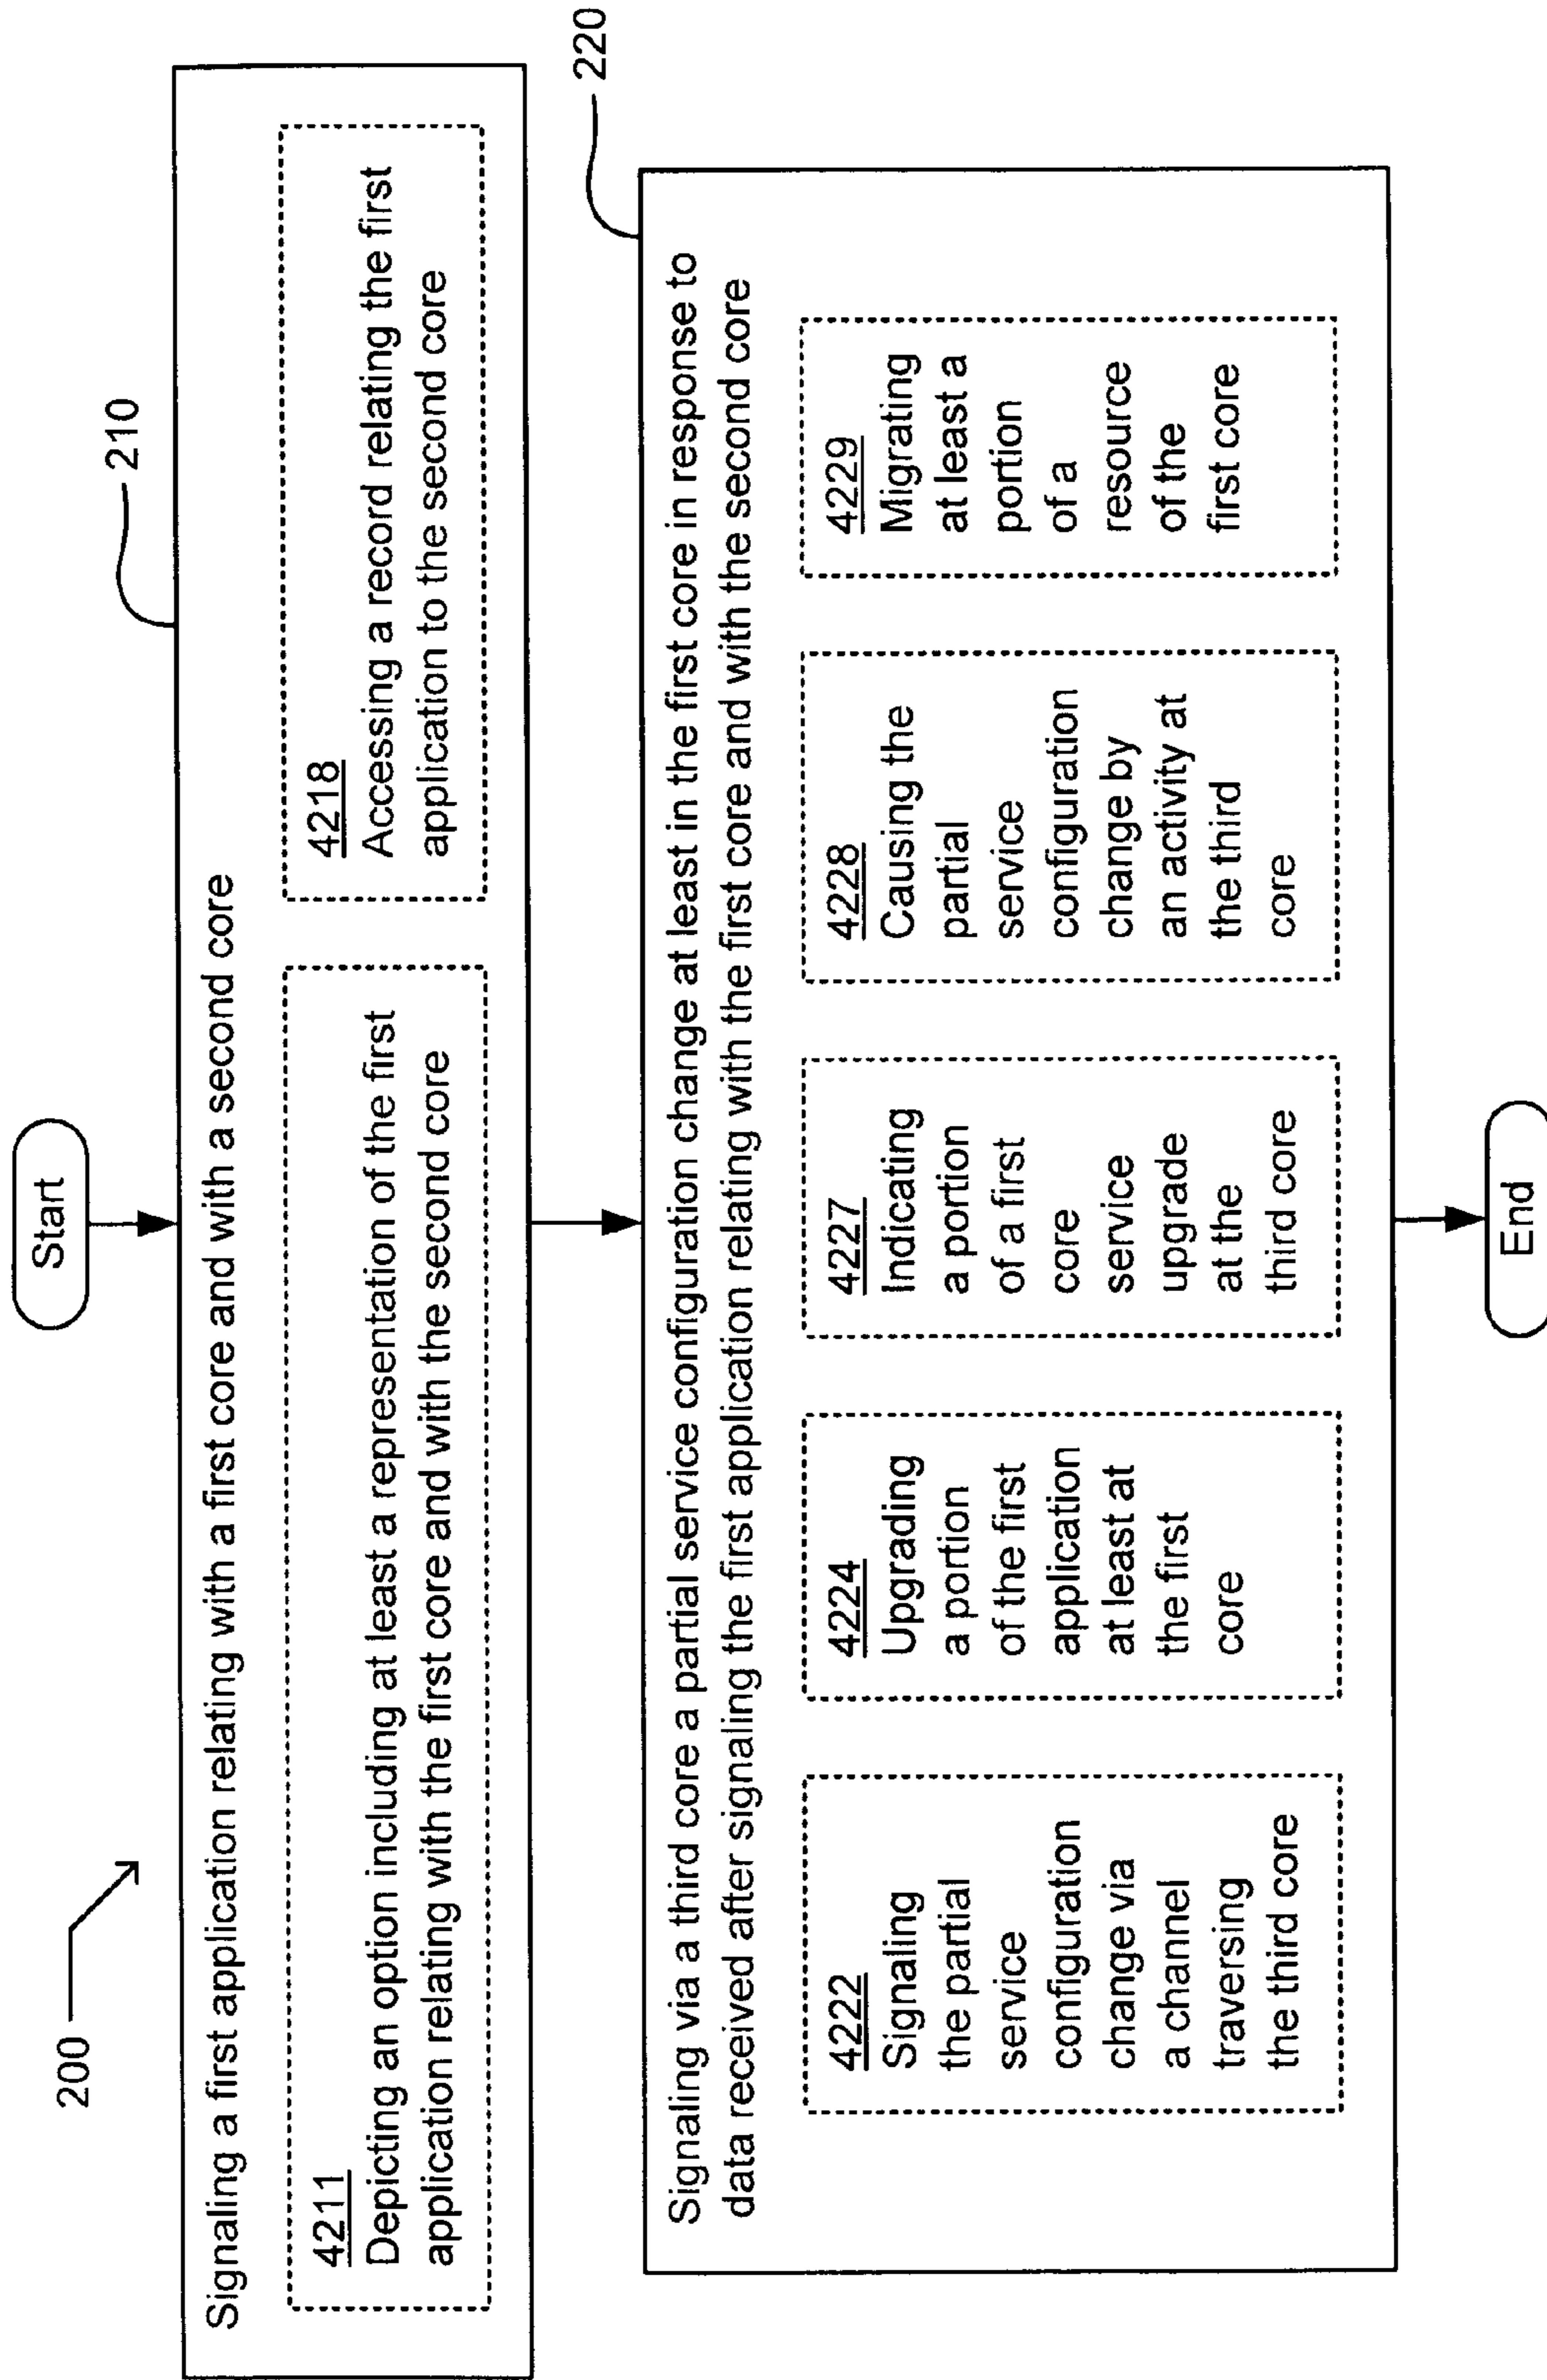 200
Start
210
Signaling a first application relating with a first core and with a second core
4211
Depicting an option including at least a representation of the first
application relating with the first core and with the second core
4218
Accessing a record relating the first
application to the second core
220
Signaling via a third core a partial service configuration change at least in the first core in response to
data received after signaling the first application relating with the first core and with the second core
4222
Signaling
the partial
service
configuration
change via
a channel
traversing
the third core
4224
Upgrading
a portion
of the first
application
at least at
the first
core
4227
Indicating
a portion
of a first
core
service
upgrade
at the
third core
4228
Causing the
partial
service
configuration
change by
an activity at
the third
core
4229
Migrating
at least a
portion
of a
resource
of the
first core
End